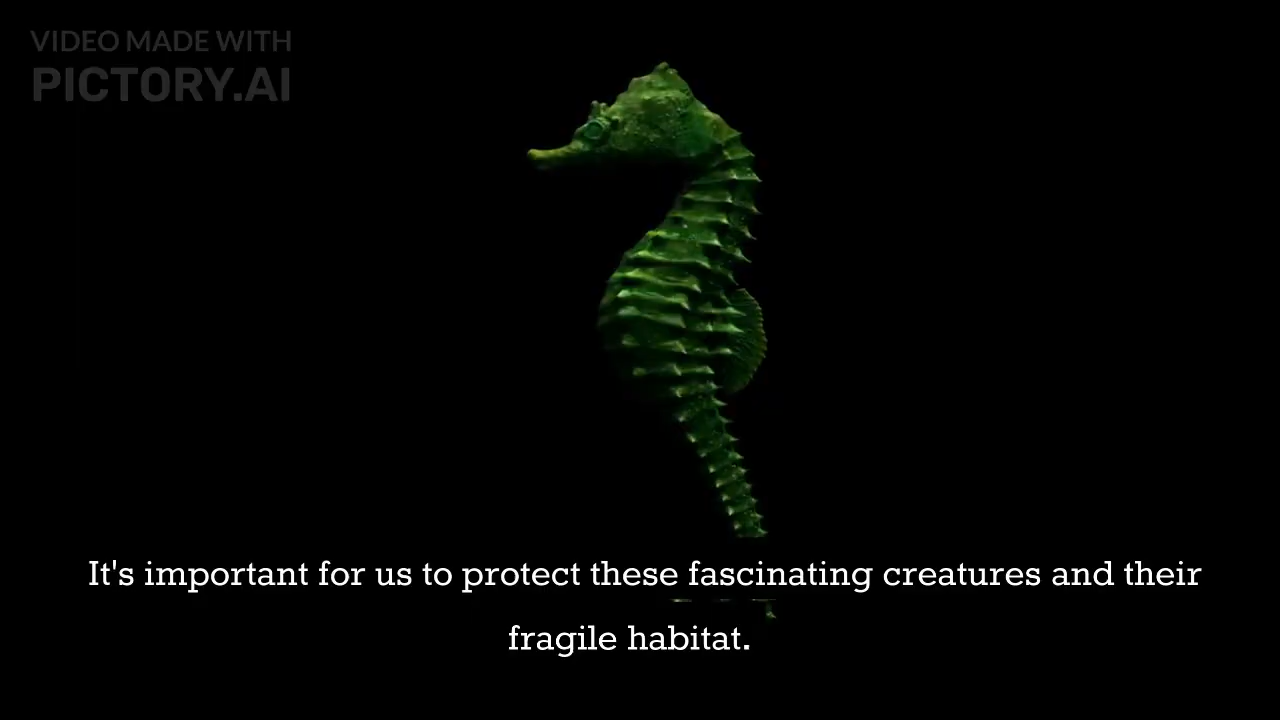 VIDEO MADE WITH
PICTORY.AI
It's important for us to protect these fascinating creatures and their
fragile habitat.